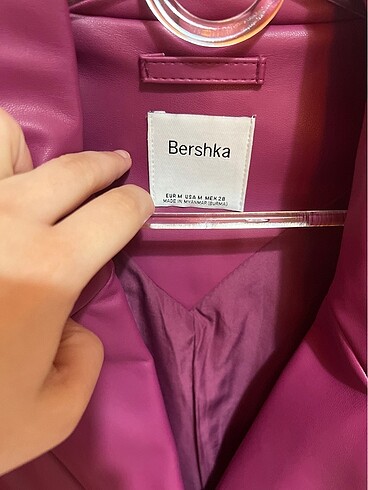 Bershka
EUR M USA M MEX 28
MADE IN MYANMAR (BURMA)